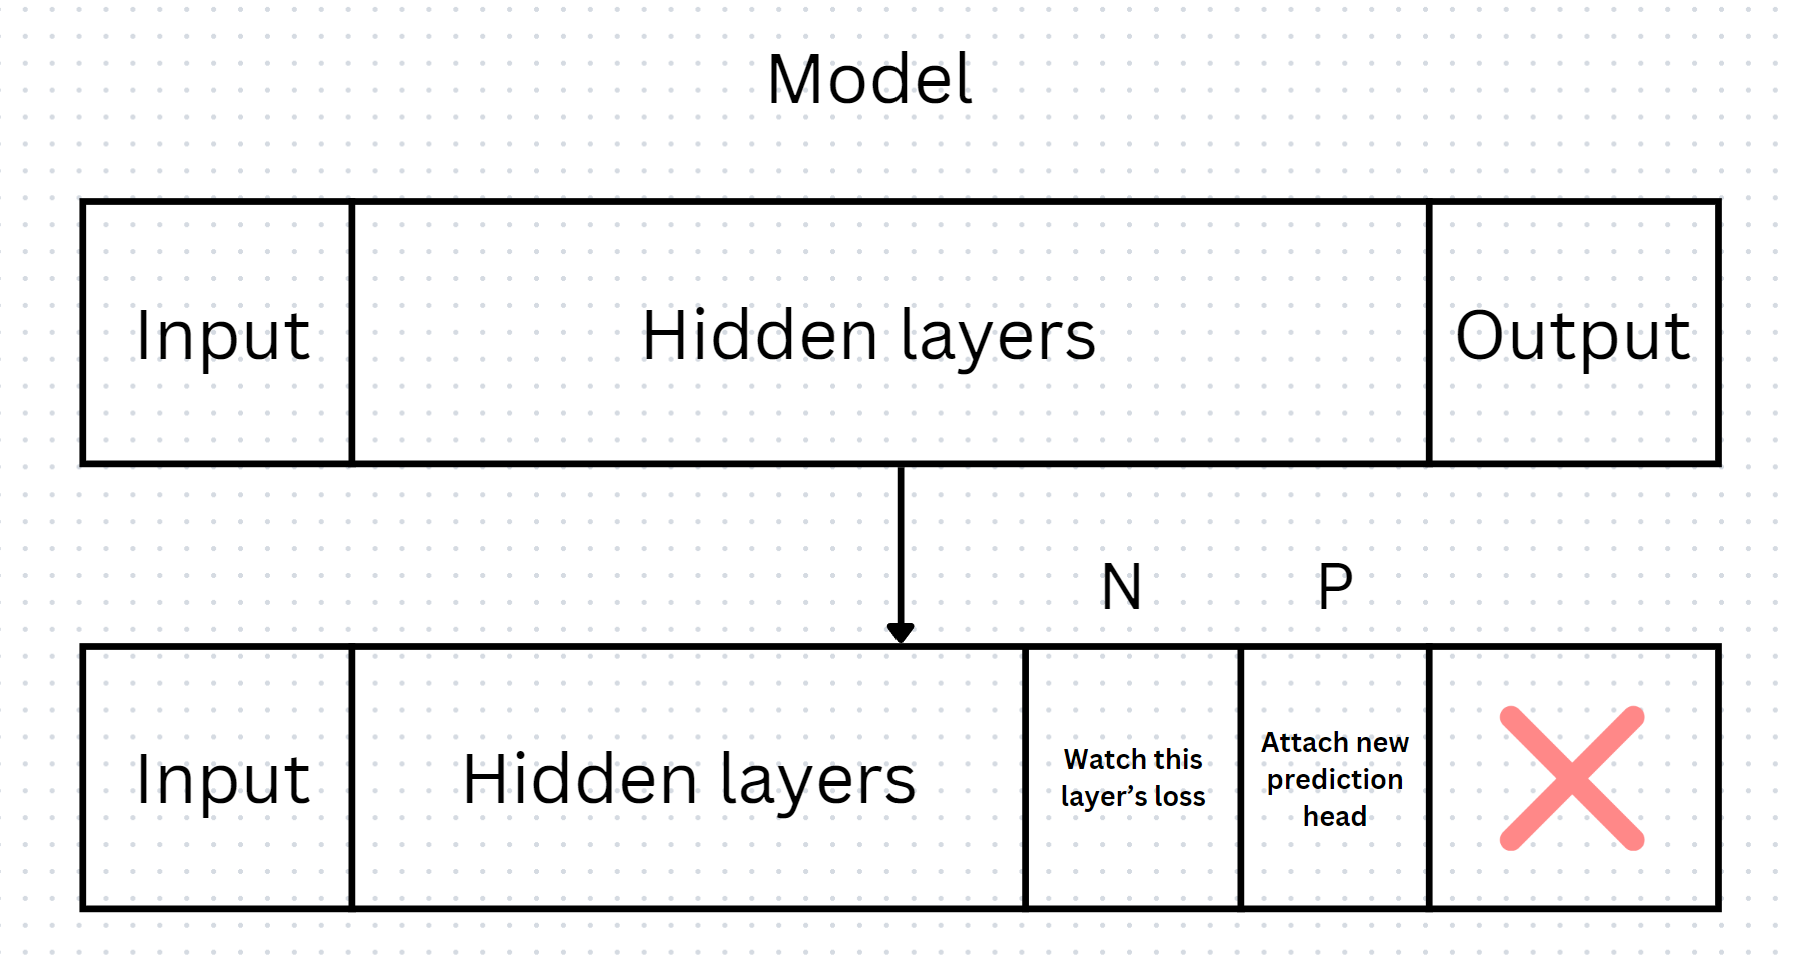 Model
Input
Hidden layers
Output
N
P
Input
Hidden layers
Watch this
layer’s loss
Attach new
prediction
head